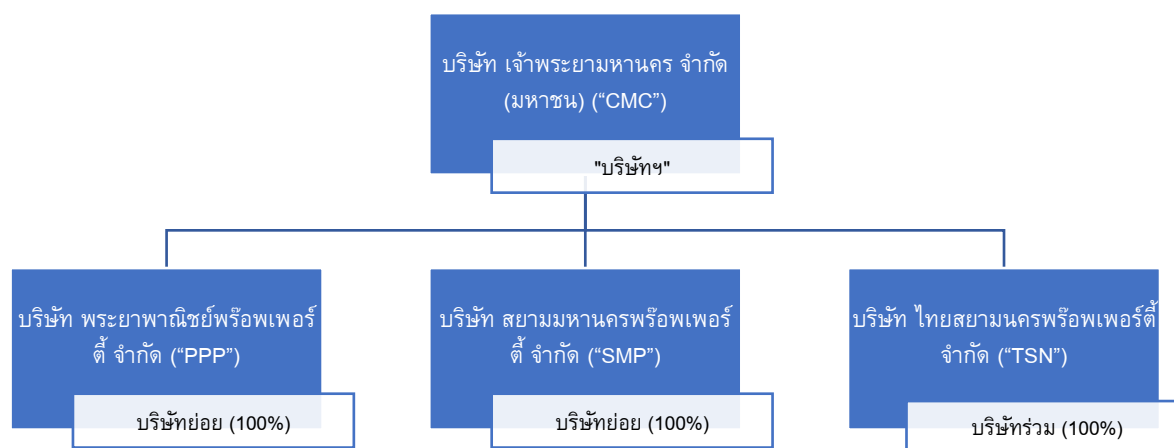 บริษัท เจ้าพระยามหานคร จำกัด
(มหาชน) (“CMC”)
"บริษัทฯ"
บริษัท พระยาพาณิชย์พร๊อพเพอร์
ตี้ จำกัด (“PPP”)
บริษัทย่อย (100%)
บริษัท สยามมหานครพร๊อพเพอร์
ตี้ จำกัด (“SMP”)
บริษัทย่อย (100%)
บริษัท ไทยสยามนครพร๊อพเพอร์ตี้
จำกัด (“TSN”)
บริษัทร่วม (100%)